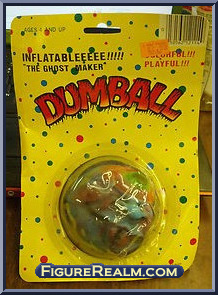 AGES 4 AND UP
INFLATABLEEEEE!!!!!
"THE GHOST MAKER"
COLORFUL!!!
PLAYFUL!!!
DUMBALL
FIGUREREALM.COM